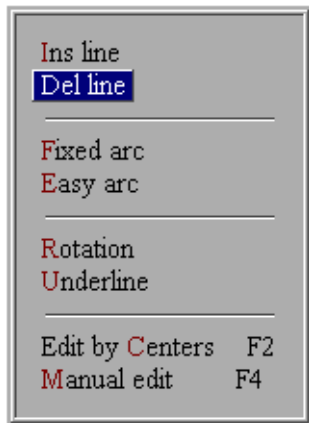 Ins line
Del line
Fixed arc
Easy arc
Rotation
Underline
Edit by Centers F2
Manual edit F4